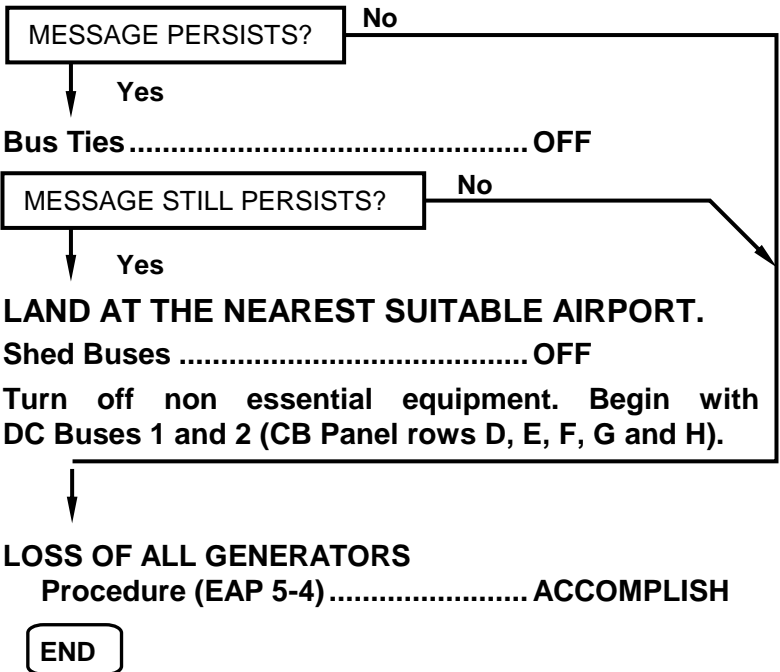 MESSAGE PERSISTS?
No
Yes
Bus Ties................................................ OFF
MESSAGE STILL PERSISTS?
No
Yes
LAND AT THE NEAREST SUITABLE AIRPORT.
Shed Buses .......................................... OFF
Turn off non essential equipment. Begin with
DC Buses 1 and 2 (CB Panel rows D, E, F, G and H).
LOSS OF ALL GENERATORS
Procedure (EAP 5-4)........................ ACCOMPLISH
END